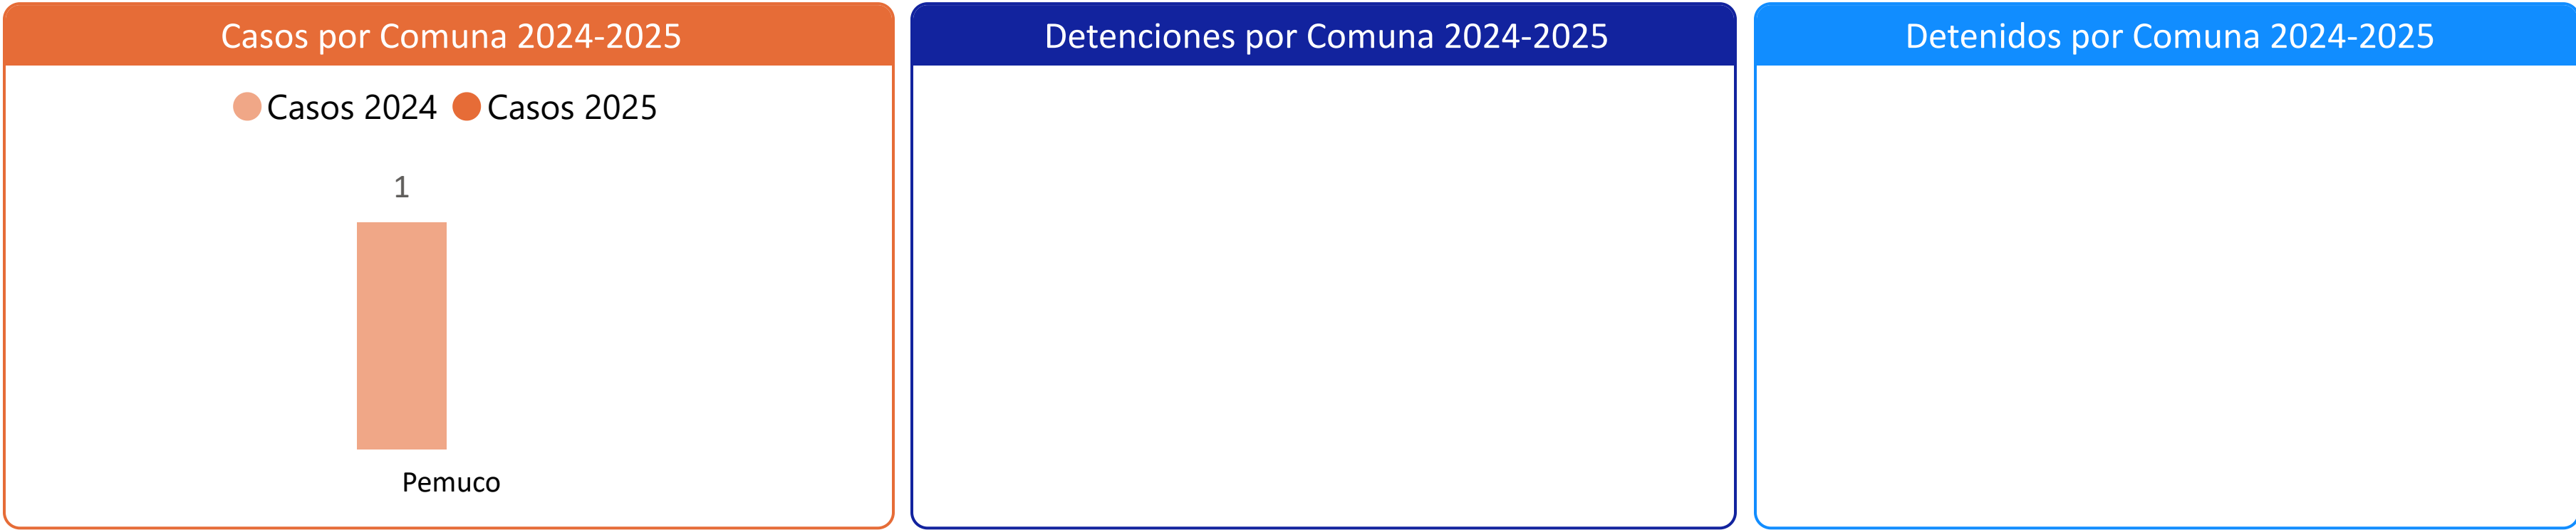 Casos por Comuna 2024-2025
Casos 2024 Casos 2025
1
Pemuco
Detenciones por Comuna 2024-2025
Detenidos por Comuna 2024-2025